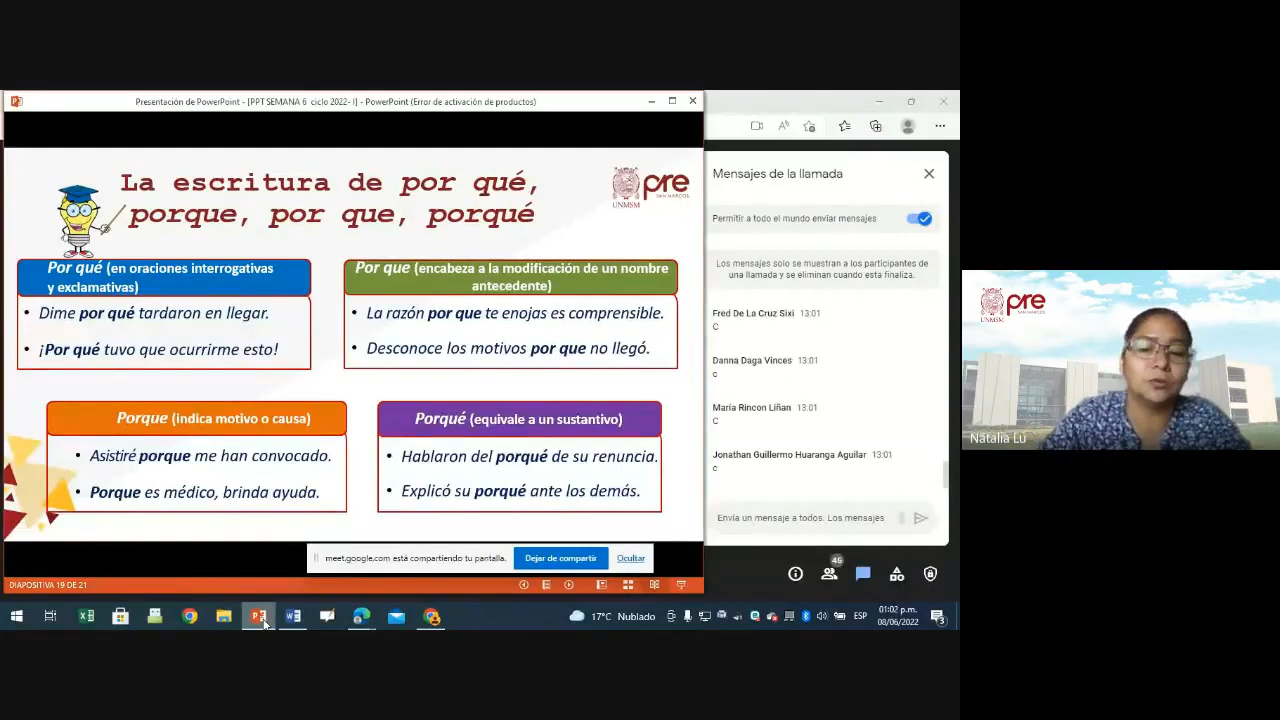 Presentación de PowerPoint - [PPT SEMANA 6 ciclo 2022- I] - PowerPoint (Error de activación de productos)
La escritura de por qué,
porque, por que, porqué
UNMSM
pre
SAN MARCOS
Por qué (en oraciones interrogativas
y exclamativas)
• Dime por qué tardaron en llegar.
• ¡Por qué tuvo que ocurrirme esto!
Por que (encabeza a la modificación de un nombre
antecedente)
• La razón por que te enojas es comprensible.
• Desconoce los motivos por que no llegó.
Porque (indica motivo o causa)
• Asistiré porque me han convocado.
• Porque es médico, brinda ayuda.
Porqué (equivale a un sustantivo)
• Hablaron del porqué de su renuncia.
• Explicó su porqué ante los demás.
meet.google.com está compartiendo tu pantalla.
Dejar de compartir
Ocultar
DIAPOSITIVA 19 DE 21
Mensajes de la llamada
Permitir a todo el mundo enviar mensajes
Los mensajes solo se muestran a los participantes de
una llamada y se eliminan cuando esta finaliza.
Fred De La Cruz Sixi 13:01
C
Danna Daga Vinces 13:01
c
María Rincon Liñan 13:01
C
Jonathan Guillermo Huaranga Aguilar 13:01
c
Envía un mensaje a todos. Los mensajes
46
17°C Nublado
ESP
01:02 p.m.
08/06/2022
3
UNMSM
pre
SAN MARCOS
Natalia Lu